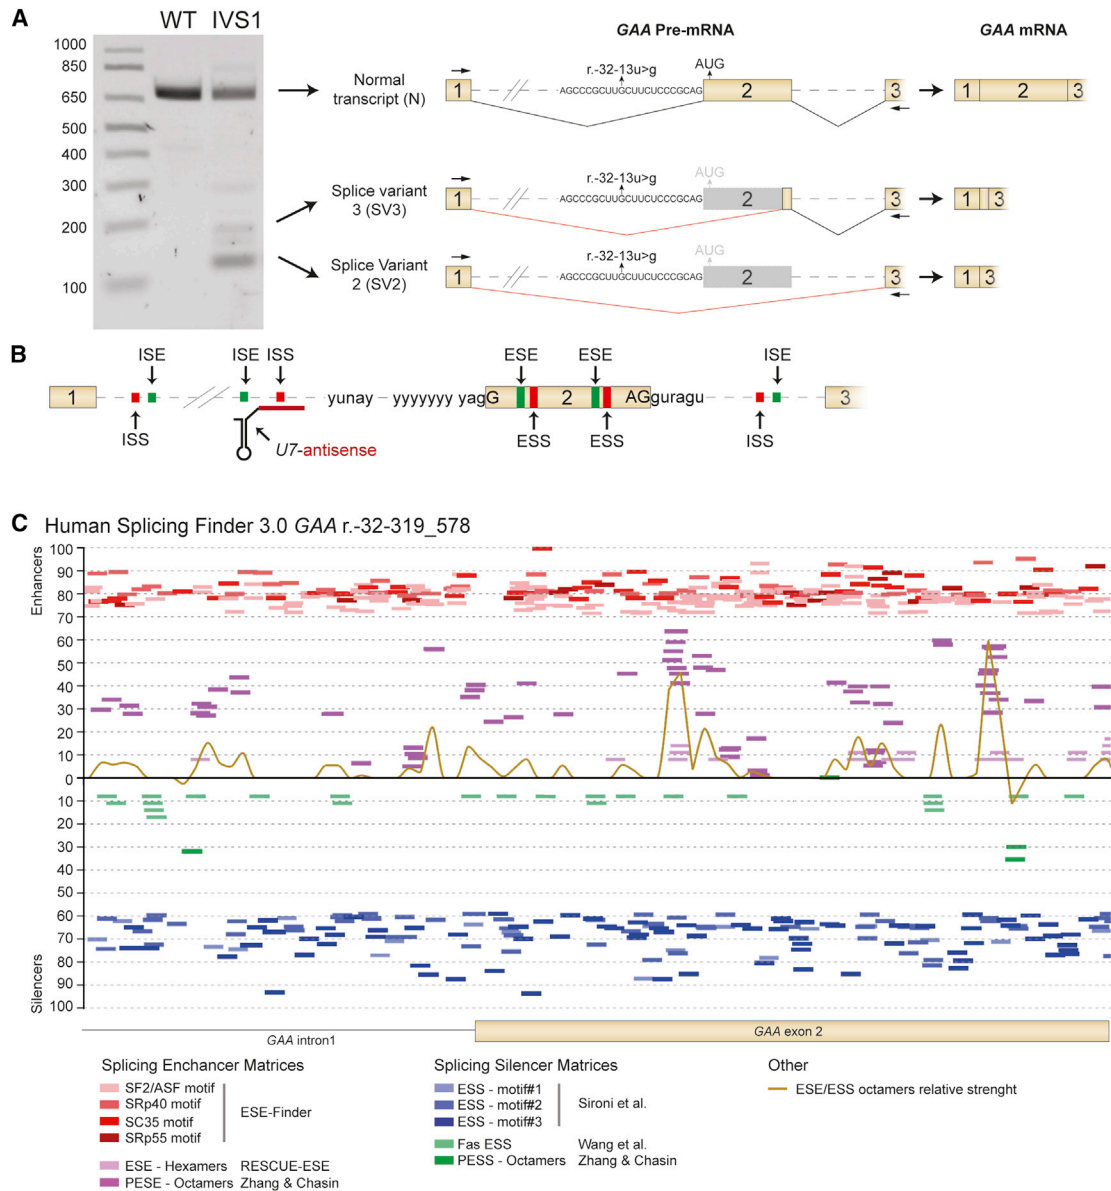 A
WT IVS1
1000
850
650
500
400
300
200
100
Normal transcript (N)
Splice variant 3 (SV3)
Splice Variant 2 (SV2)
GAA Pre-mRNA
GAA mRNA
r.-32-13u>g AUG
1 AGCCCGCUUGCUUCUCCCGCAG 2 3
1 2 3
r.-32-13u>g AUG
1 AGCCCGCUUGCUUCUCCCGCAG 2 3
1 3
r.-32-13u>g AUG
1 AGCCCGCUUGCUUCUCCCGCAG 2 3
1 3
B
ISE ISE ISS ESE ESE ISE
1 yunay yyyyyyy yagG 2 AGguragu 3
ISS ESS ESS ISS
U7-antisense
C Human Splicing Finder 3.0 GAA r.-32-319_578
Enhancers
100
90
80
70
60
50
40
30
20
10
0
10
20
30
40
50
60
70
80
90
100
Silencers
GAA intron1 GAA exon 2
Splicing Enchancer Matrices
SF2/ASF motif
SRp40 motif
SC35 motif
SRp55 motif
ESE-Finder
ESE - Hexamers RESCUE-ESE
PESE - Octamers Zhang & Chasin
Splicing Silencer Matrices
ESS - motif#1
ESS - motif#2
ESS - motif#3
Sironi et al.
Fas ESS Wang et al.
PESS - Octamers Zhang & Chasin
Other
ESE/ESS octamers relative strenght